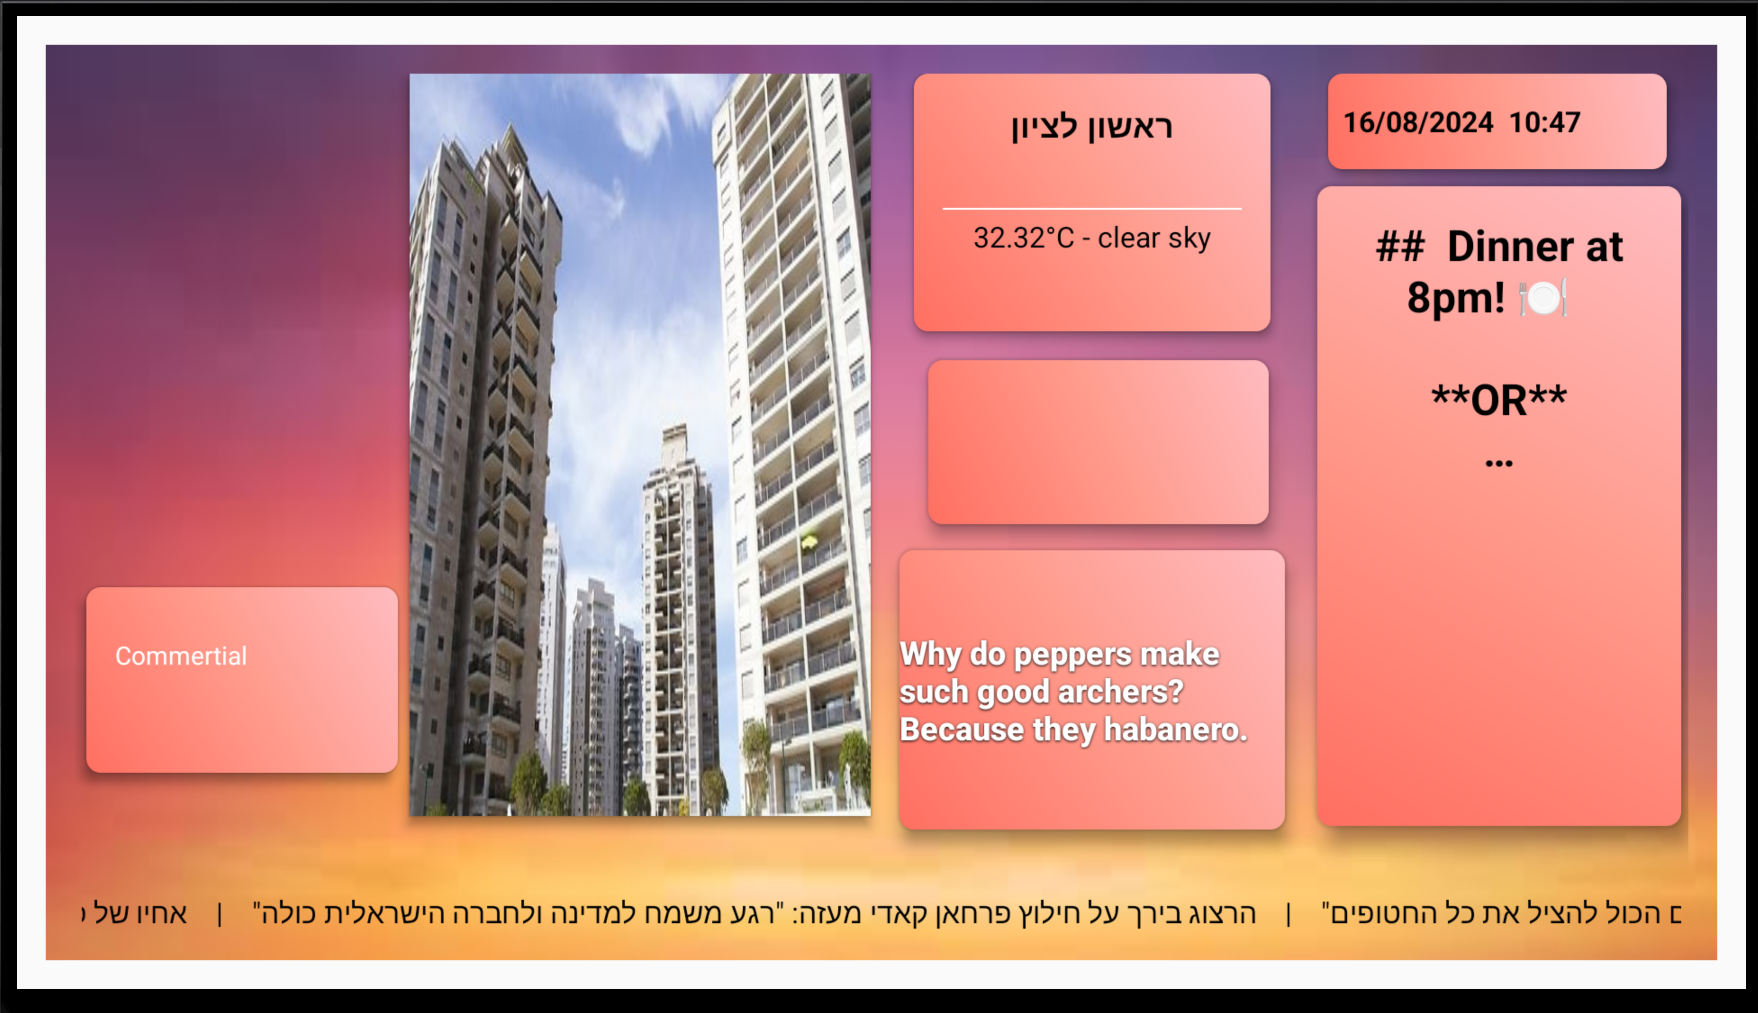 ראשון לציון
32.32°C - clear sky
16/08/2024  10:47
##  Dinner at
8pm! 🍽️
**OR**
...
Commertial
Why do peppers make
such good archers?
Because they habanero.
הכול להציל את כל החטופים"    |    הרצוג בירך על חילוץ פרחאן קאדי מעזה: "רגע משמח למדינה ולחברה הישראלית כולה"    |    אחיו של